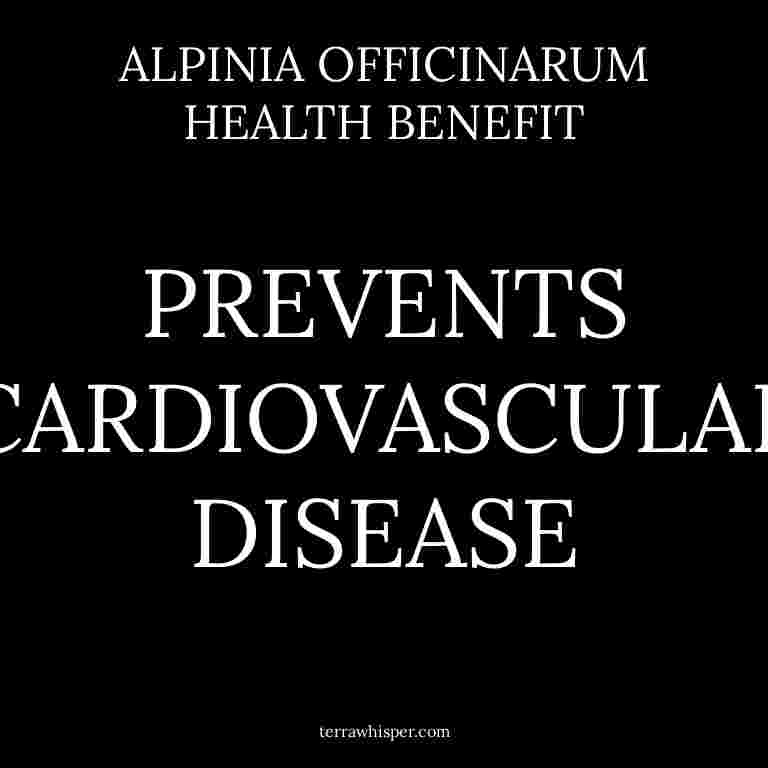 ALPINIA OFFICINARUM
HEALTH BENEFIT
PREVENTS
CARDIOVASCULAR
DISEASE
terrawhisper.com